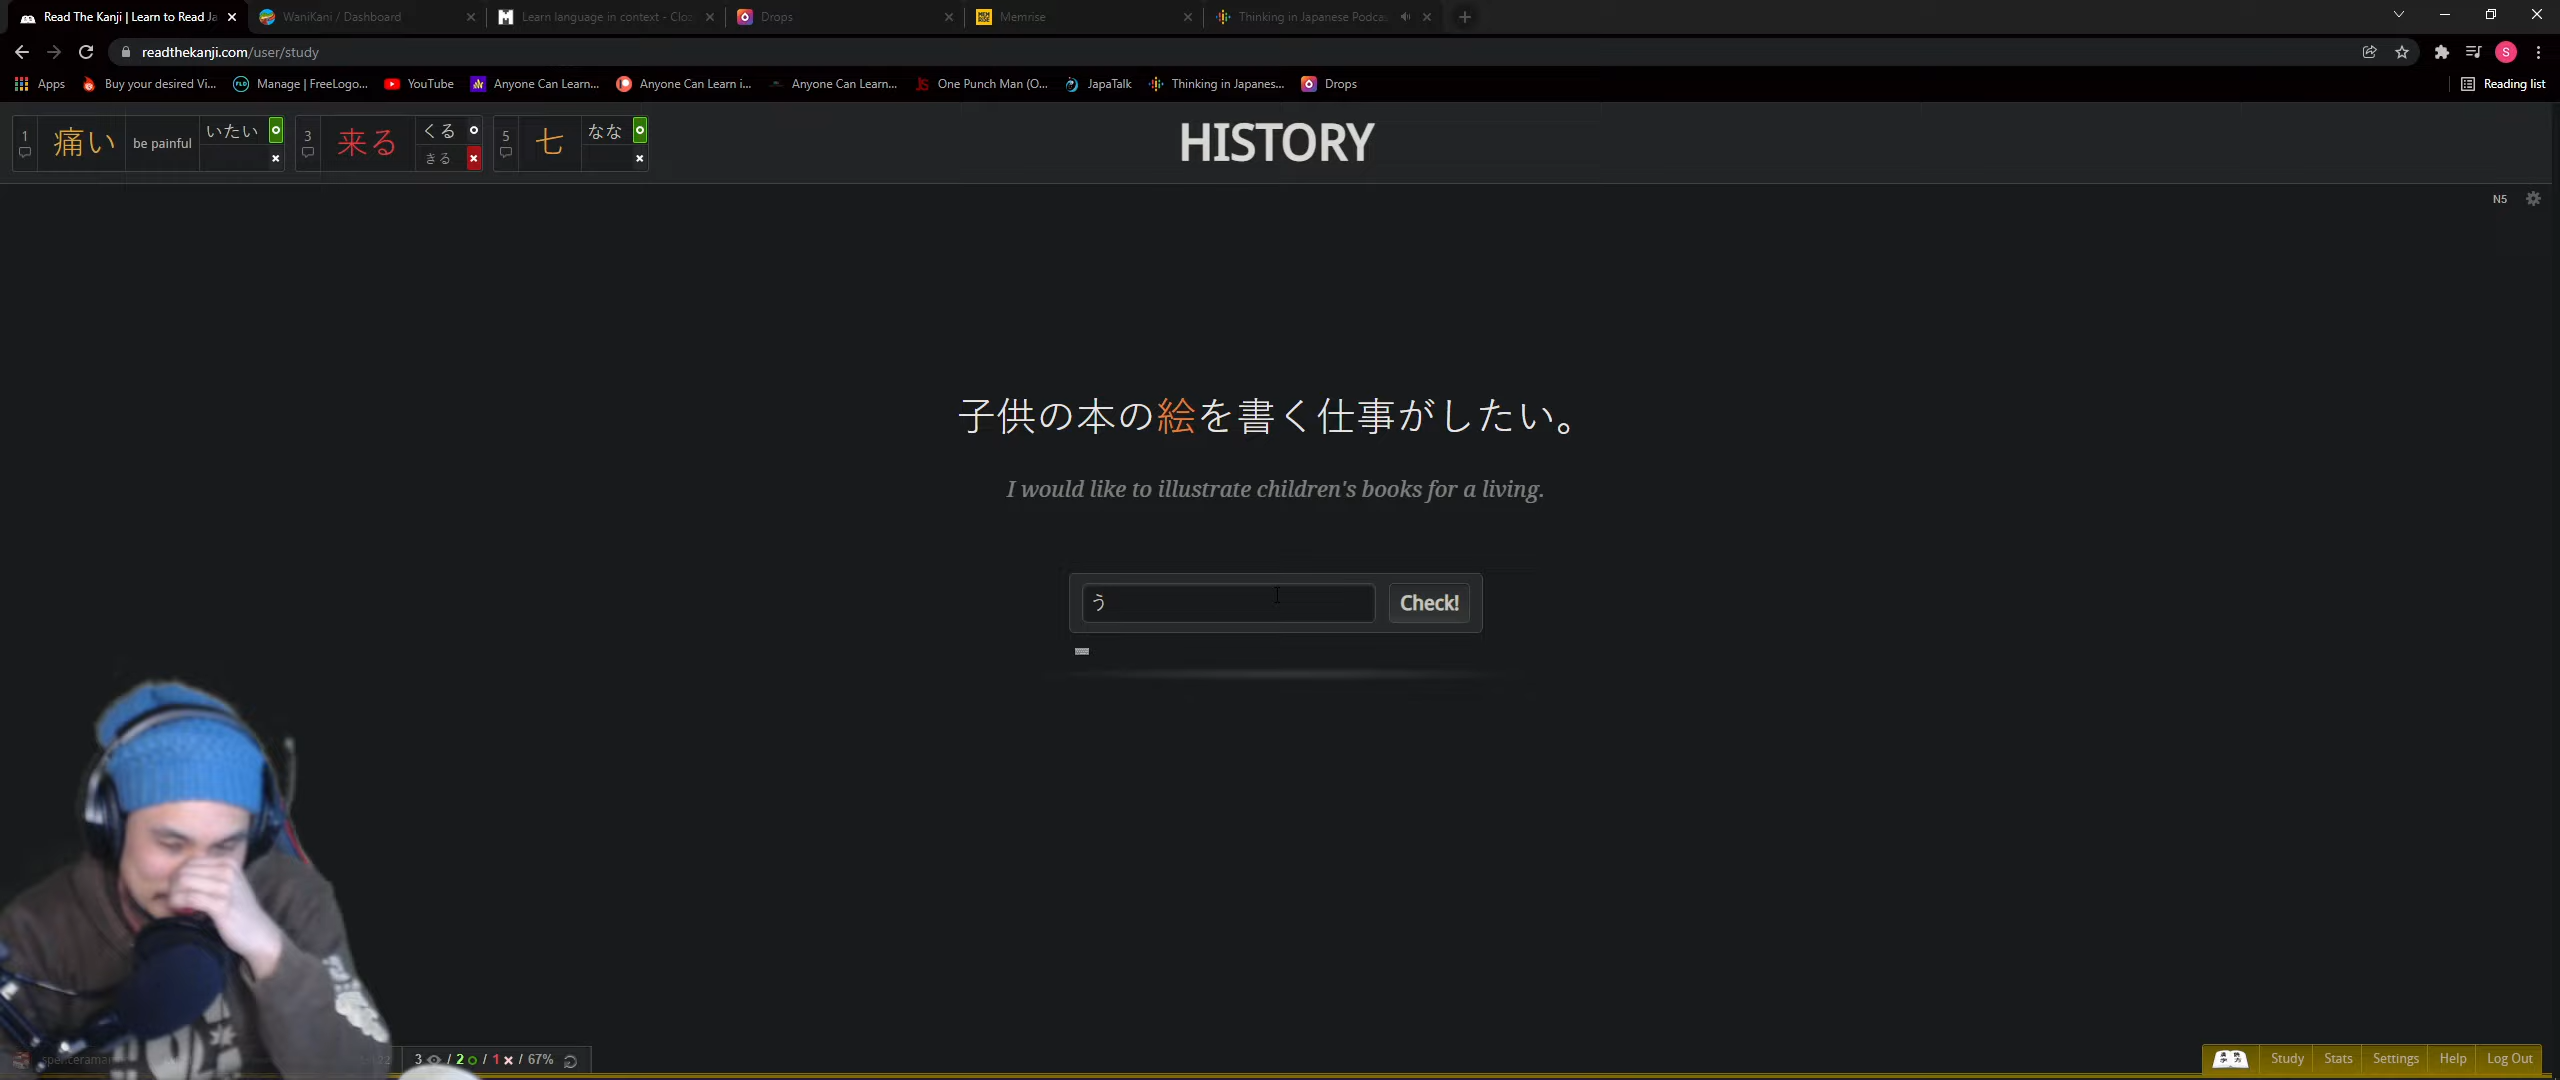 Read The Kanji | Learn to Read Ja
WaniKani / Dashboard
Learn language in context - Cloz
Drops
Memrise
Thinking in Japanese Podca
readthekanji.com/user/study
Apps
Buy your desired Vi...
Manage | FreeLogo...
YouTube
Anyone Can Learn...
Anyone Can Learn i...
Anyone Can Learn...
One Punch Man (O...
JapaTalk
Thinking in Japanes...
Drops
Reading list
1 痛い be painful いたい
3 来る くる きる
5 七 なな
HISTORY
N5
子供の本の絵を書く仕事がしたい。
I would like to illustrate children's books for a living.
う
Check!
3 / 2 / 1 / 67%
Study
Stats
Settings
Help
Log Out